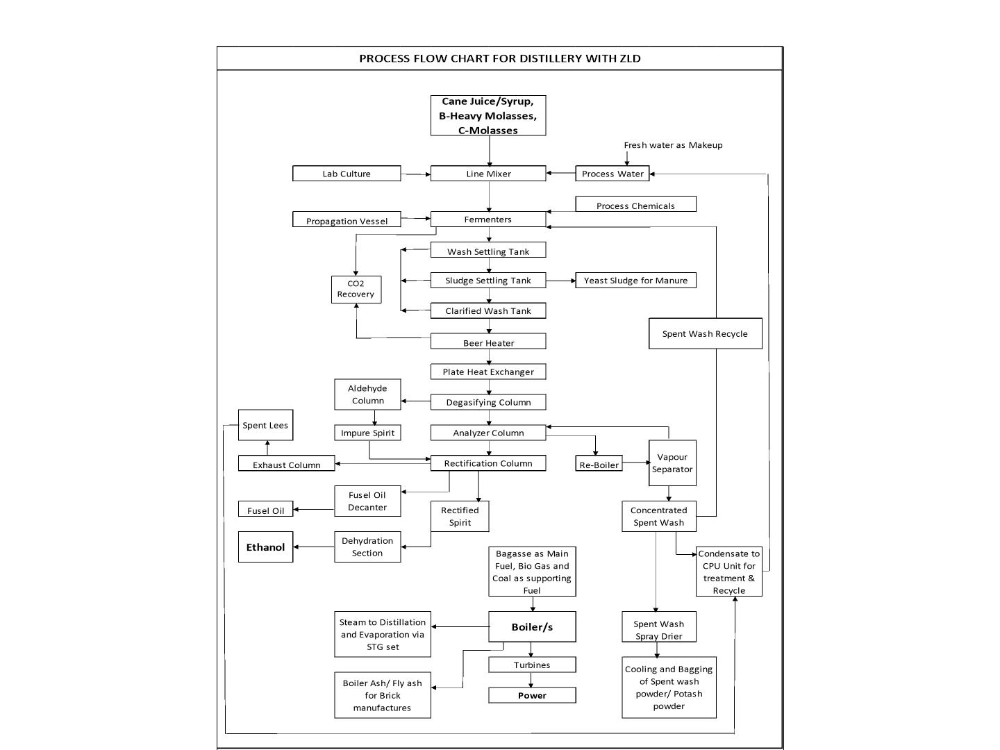 PROCESS FLOW CHART FOR DISTILLERY WITH ZLD
Cane Juice/Syrup,
B-Heavy Molasses,
C-Molasses
Fresh water as Makeup
Lab Culture
Line Mixer
Process Water
Process Chemicals
Propagation Vessel
Fermenters
Wash Settling Tank
CO2
Recovery
Sludge Settling Tank
Yeast Sludge for Manure
Clarified Wash Tank
Spent Wash Recycle
Beer Heater
Plate Heat Exchanger
Aldehyde
Column
Degasifying Column
Spent Lees
Impure Spirit
Analyzer Column
Exhaust Column
Rectification Column
Re-Boiler
Vapour
Separator
Fusel Oil
Decanter
Fusel Oil
Rectified
Spirit
Concentrated
Spent Wash
Ethanol
Dehydration
Section
Bagasse as Main
Fuel, Bio Gas and
Coal as supporting
Fuel
Condensate to
CPU Unit for
treatment &
Recycle
Steam to Distillation
and Evaporation via
STG set
Boiler/s
Spent Wash
Spray Drier
Turbines
Cooling and Bagging
of Spent wash
powder/ Potash
powder
Boiler Ash/ Fly ash
for Brick
manufactures
Power